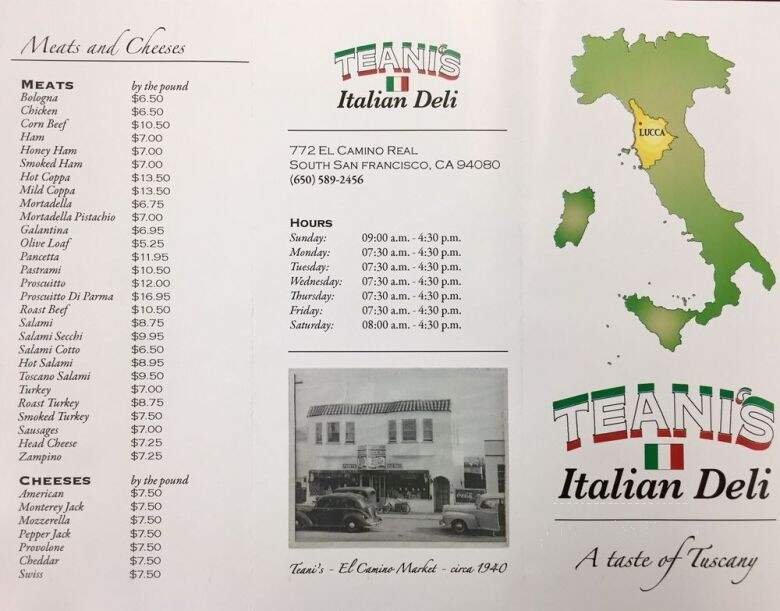 Meats and Cheeses
MEATS by the pound
Bologna $6.50
Chicken $6.50
Corn Beef $10.50
Ham $7.00
Honey Ham $7.00
Smoked Ham $7.00
Hot Coppa $13.50
Mild Coppa $13.50
Mortadella $6.75
Mortadella Pistachio $7.00
Galantina $6.95
Olive Loaf $5.25
Pancetta $11.95
Pastrami $10.50
Proscuitto $12.00
Proscuitto Di Parma $16.95
Roast Beef $10.50
Salami $8.75
Salami Secchi $9.95
Salami Cotto $6.50
Hot Salami $8.95
Toscano Salami $9.50
Turkey $7.00
Roast Turkey $8.75
Smoked Turkey $7.50
Sausages $7.00
Head Cheese $7.25
Zampino $7.25
CHEESES by the pound
American $7.50
Monterey Jack $7.50
Mozzerella $7.50
Pepper Jack $7.50
Provolone $7.50
Cheddar $7.50
Swiss $7.50
TEANI'S
Italian Deli
772 EL CAMINO REAL
SOUTH SAN FRANCISCO, CA 94080
(650) 589-2456
HOURS
Sunday: 09:00 a.m. - 4:30 p.m.
Monday: 07:30 a.m. - 4:30 p.m.
Tuesday: 07:30 a.m. - 4:30 p.m.
Wednesday: 07:30 a.m. - 4:30 p.m.
Thursday: 07:30 a.m. - 4:30 p.m.
Friday: 07:30 a.m. - 4:30 p.m.
Saturday: 08:00 a.m. - 4:30 p.m.
Coca-Cola
Teani's - El Camino Market - circa 1940
LUCCA
TEANI'S
Italian Deli
A taste of Tuscany